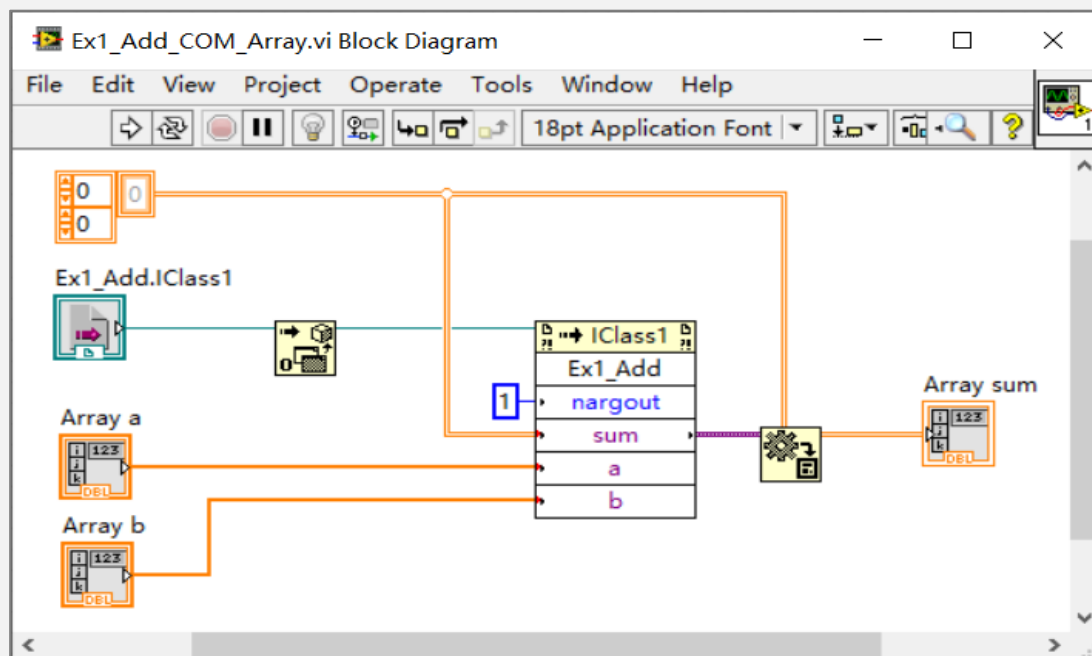 Ex1_Add_COM_Array.vi Block Diagram
File Edit View Project Operate Tools Window Help
18pt Application Font
1
0 0
0
Ex1_Add.IClass1
IClass1
Ex1_Add
1 nargout
sum
a
b
Array a
123
DBL
Array b
123
DBL
Array sum
123
DBL